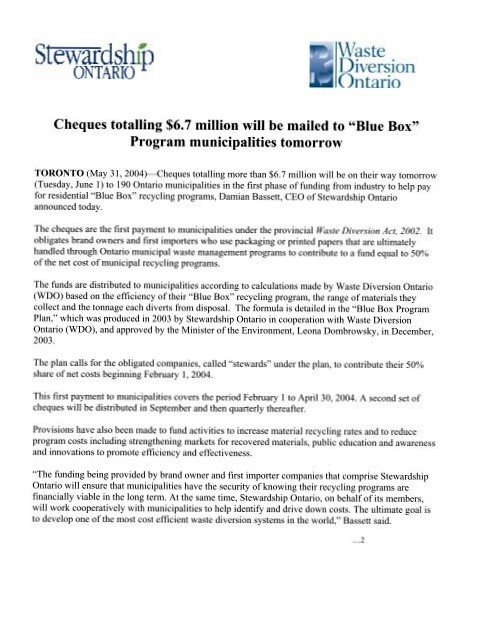 Stewardship
ONTARIO
Waste
Diversion
Ontario
Cheques totalling $6.7 million will be mailed to “Blue Box”
Program municipalities tomorrow
TORONTO (May 31, 2004)—Cheques totalling more than $6.7 million will be on their way tomorrow
(Tuesday, June 1) to 190 Ontario municipalities in the first phase of funding from industry to help pay
for residential “Blue Box” recycling programs, Damian Bassett, CEO of Stewardship Ontario
announced today.
The cheques are the first payment to municipalities under the provincial Waste Diversion Act, 2002. It
obligates brand owners and first importers who use packaging or printed papers that are ultimately
handled through Ontario municipal waste management programs to contribute to a fund equal to 50%
of the net cost of municipal recycling programs.
The funds are distributed to municipalities according to calculations made by Waste Diversion Ontario
(WDO) based on the efficiency of their “Blue Box” recycling program, the range of materials they
collect and the tonnage each diverts from disposal. The formula is detailed in the “Blue Box Program
Plan,” which was produced in 2003 by Stewardship Ontario in cooperation with Waste Diversion
Ontario (WDO), and approved by the Minister of the Environment, Leona Dombrowsky, in December,
2003.
The plan calls for the obligated companies, called “stewards” under the plan, to contribute their 50%
share of net costs beginning February 1, 2004.
This first payment to municipalities covers the period February 1 to April 30, 2004. A second set of
cheques will be distributed in September and then quarterly thereafter.
Provisions have also been made to fund activities to increase material recycling rates and to reduce
program costs including strengthening markets for recovered materials, public education and awareness
and innovations to promote efficiency and effectiveness.
“The funding being provided by brand owner and first importer companies that comprise Stewardship
Ontario will ensure that municipalities have the security of knowing their recycling programs are
financially viable in the long term. At the same time, Stewardship Ontario, on behalf of its members,
will work cooperatively with municipalities to help identify and drive down costs. The ultimate goal is
to develop one of the most cost efficient waste diversion systems in the world,” Bassett said.
...2